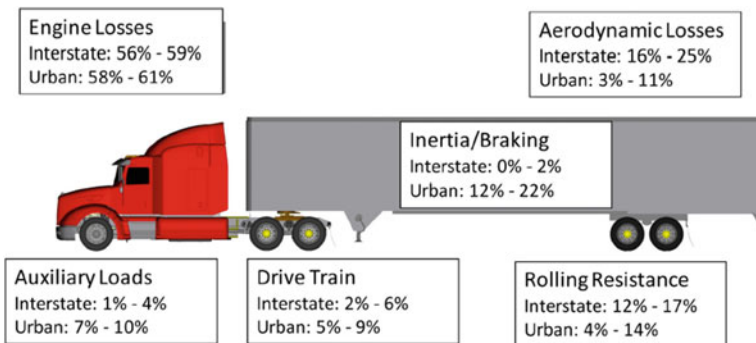 Engine Losses
Interstate: 56% - 59%
Urban: 58% - 61%
Aerodynamic Losses
Interstate: 16% - 25%
Urban: 3% - 11%
Inertia/Braking
Interstate: 0% - 2%
Urban: 12% - 22%
Auxiliary Loads
Interstate: 1% - 4%
Urban: 7% - 10%
Drive Train
Interstate: 2% - 6%
Urban: 5% - 9%
Rolling Resistance
Interstate: 12% - 17%
Urban: 4% - 14%